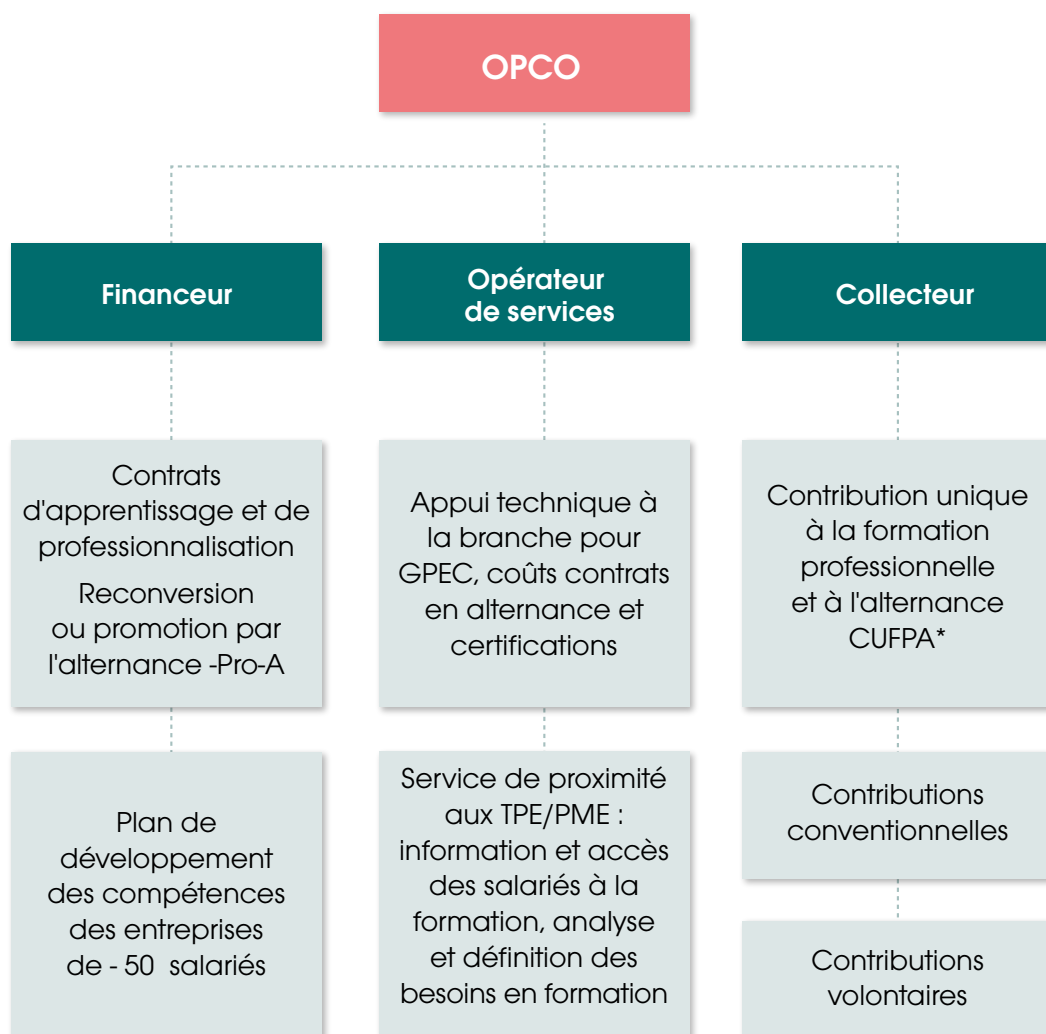 OPCO
Financeur
Opérateur
de services
Collecteur
Contrats
d'apprentissage et de
professionnalisation
Reconversion
ou promotion par
l'alternance -Pro-A
Appui technique à
la branche pour
GPEC, coûts contrats
en alternance et
certifications
Contribution unique
à la formation
professionnelle
et à l'alternance
CUFPA*
Plan de
développement
des compétences
des entreprises
de - 50 salariés
Service de proximité
aux TPE/PME :
information et accès
des salariés à la
formation, analyse
et définition des
besoins en formation
Contributions
conventionnelles
Contributions
volontaires